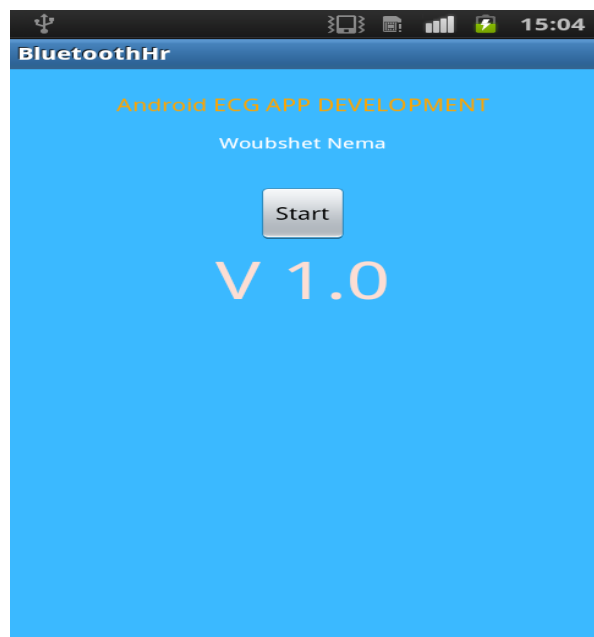 15:04
BluetoothHr
Android ECG APP DEVELOPMENT
Woubshet Nema
Start
V 1.0